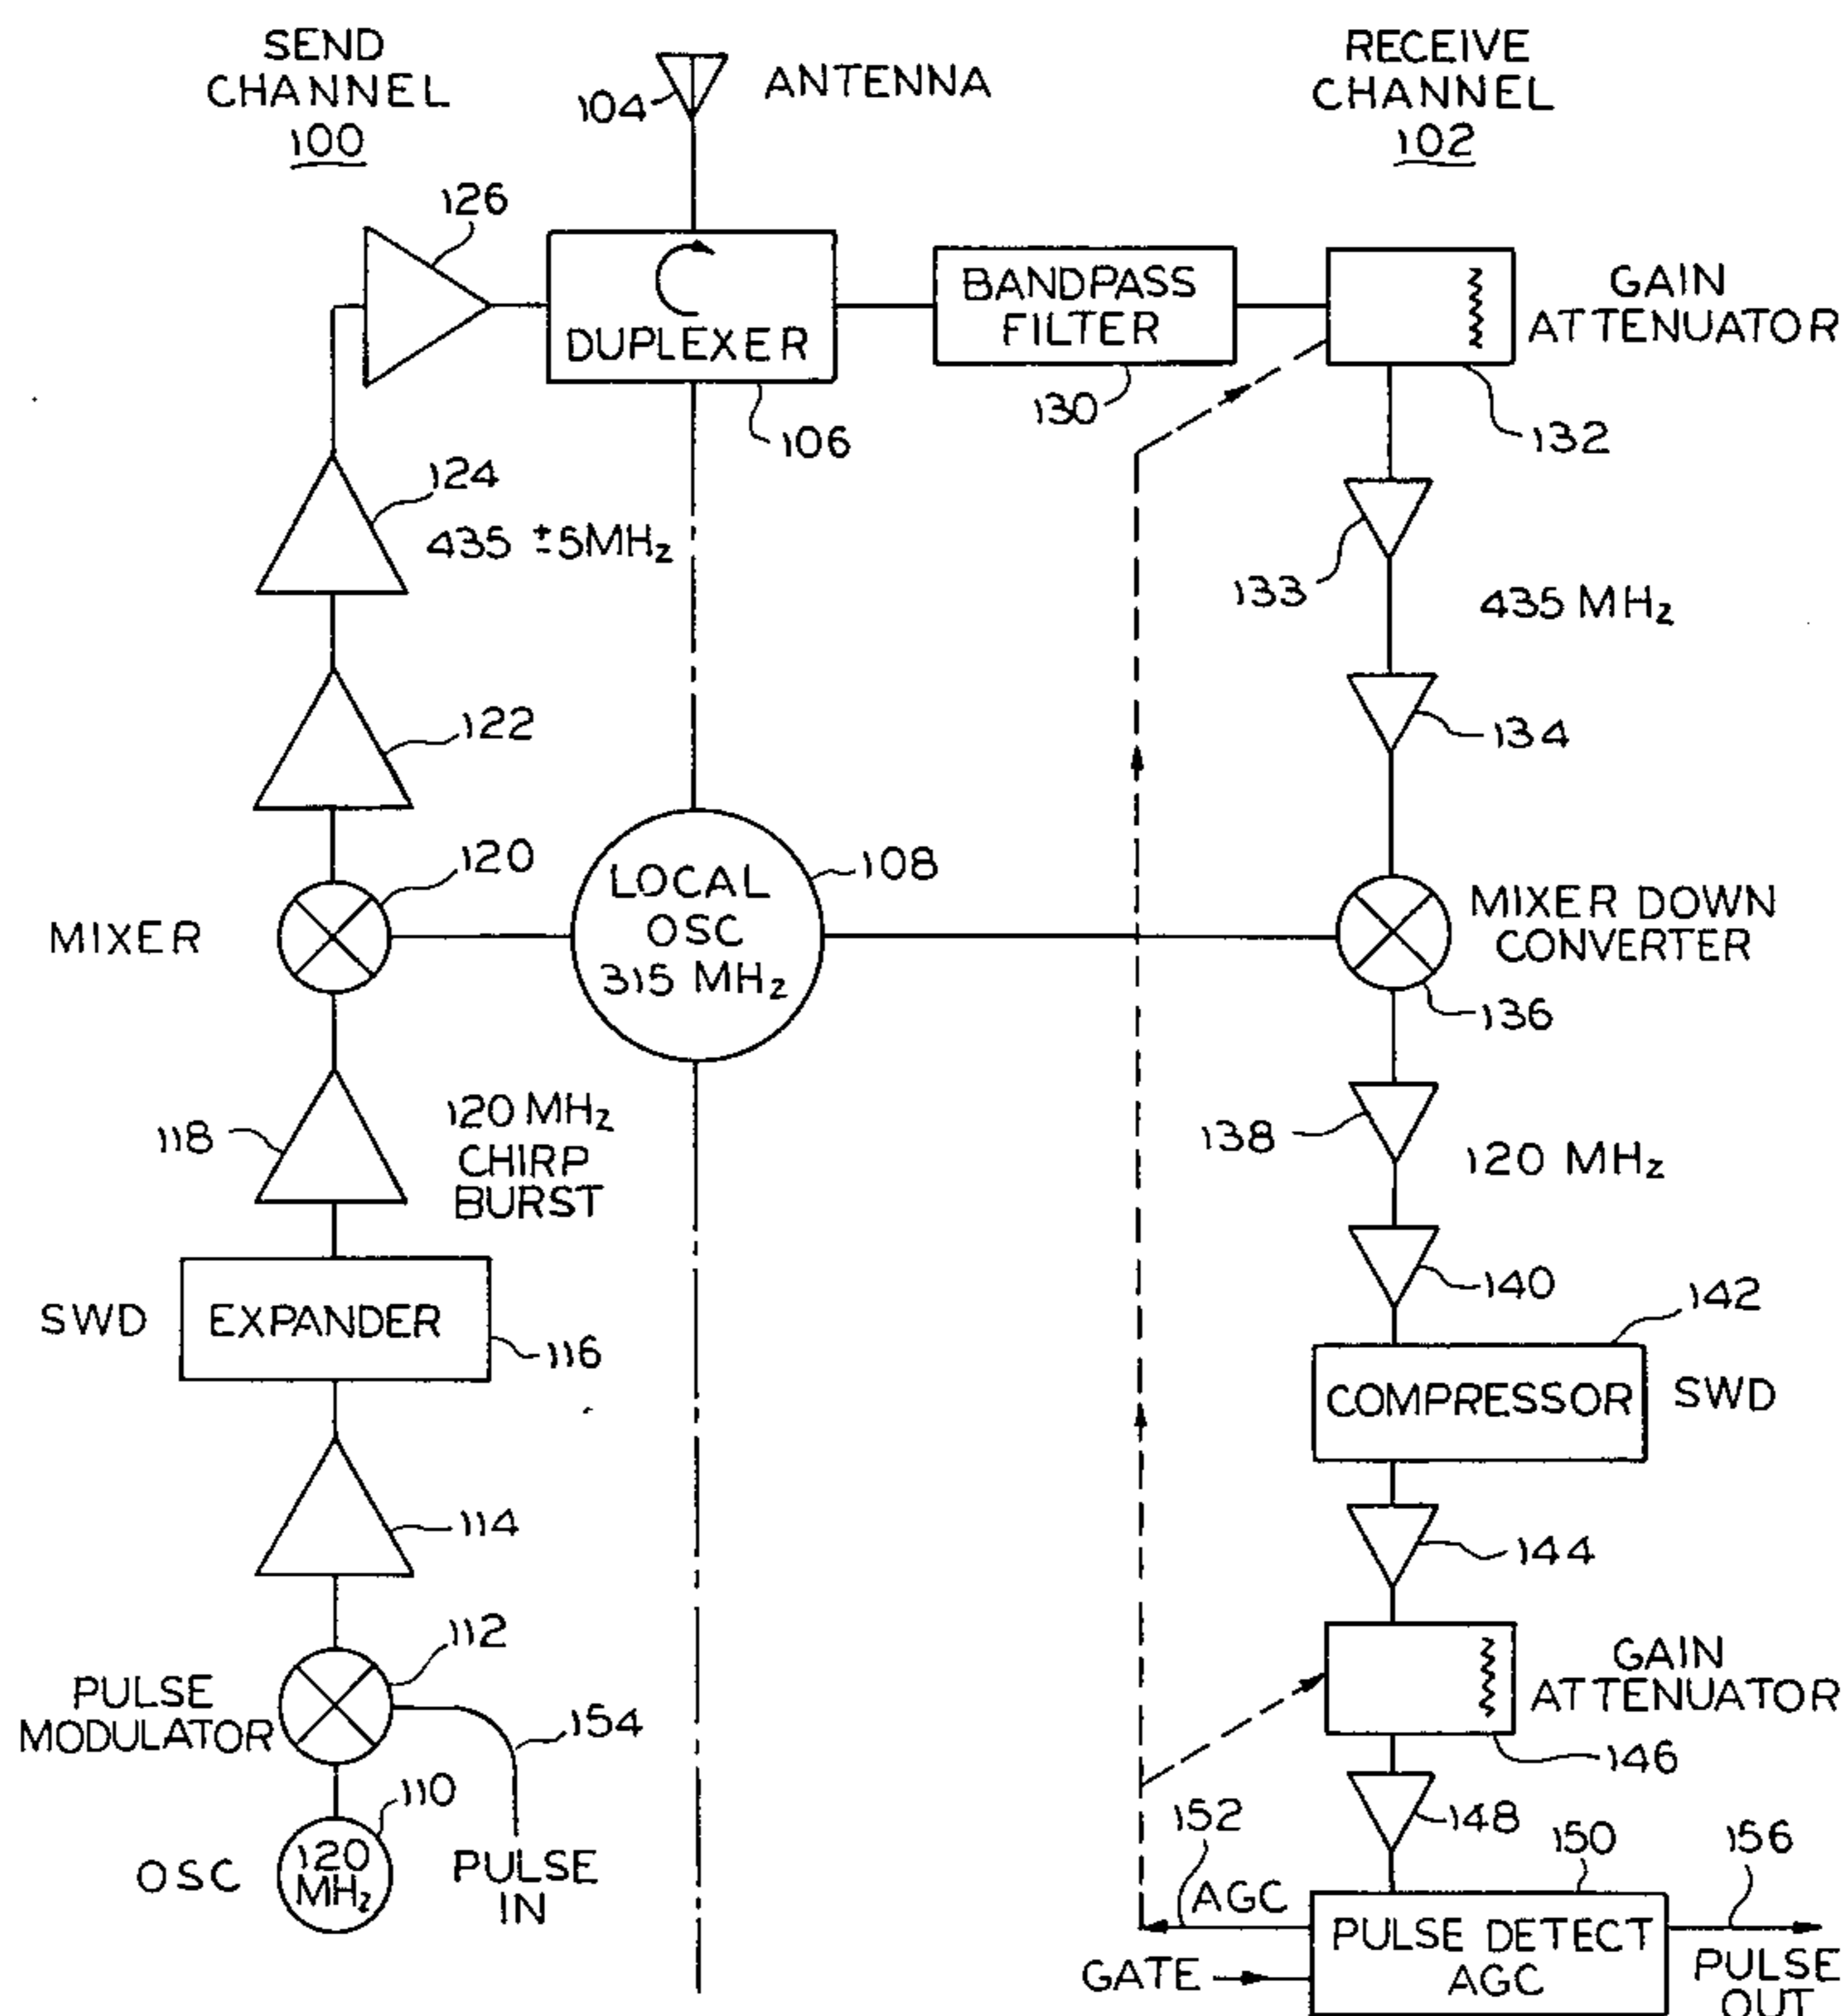 SEND
CHANNEL
100
104
ANTENNA
RECEIVE
CHANNEL
102
126
DUPLEXER
106
BANDPASS
FILTER
130
GAIN
ATTENUATOR
132
124
435 ±5MHz
133
435 MHz
122
134
120
MIXER
LOCAL
OSC
315 MHz
108
MIXER DOWN
CONVERTER
136
118
120 MHz
CHIRP
BURST
138
120 MHz
140
SWD
EXPANDER
116
142
COMPRESSOR
SWD
114
144
112
PULSE
MODULATOR
154
GAIN
ATTENUATOR
146
110
OSC
120
MHz
PULSE
IN
148
152
150
156
AGC
GATE
PULSE DETECT
AGC
PULSE
OUT